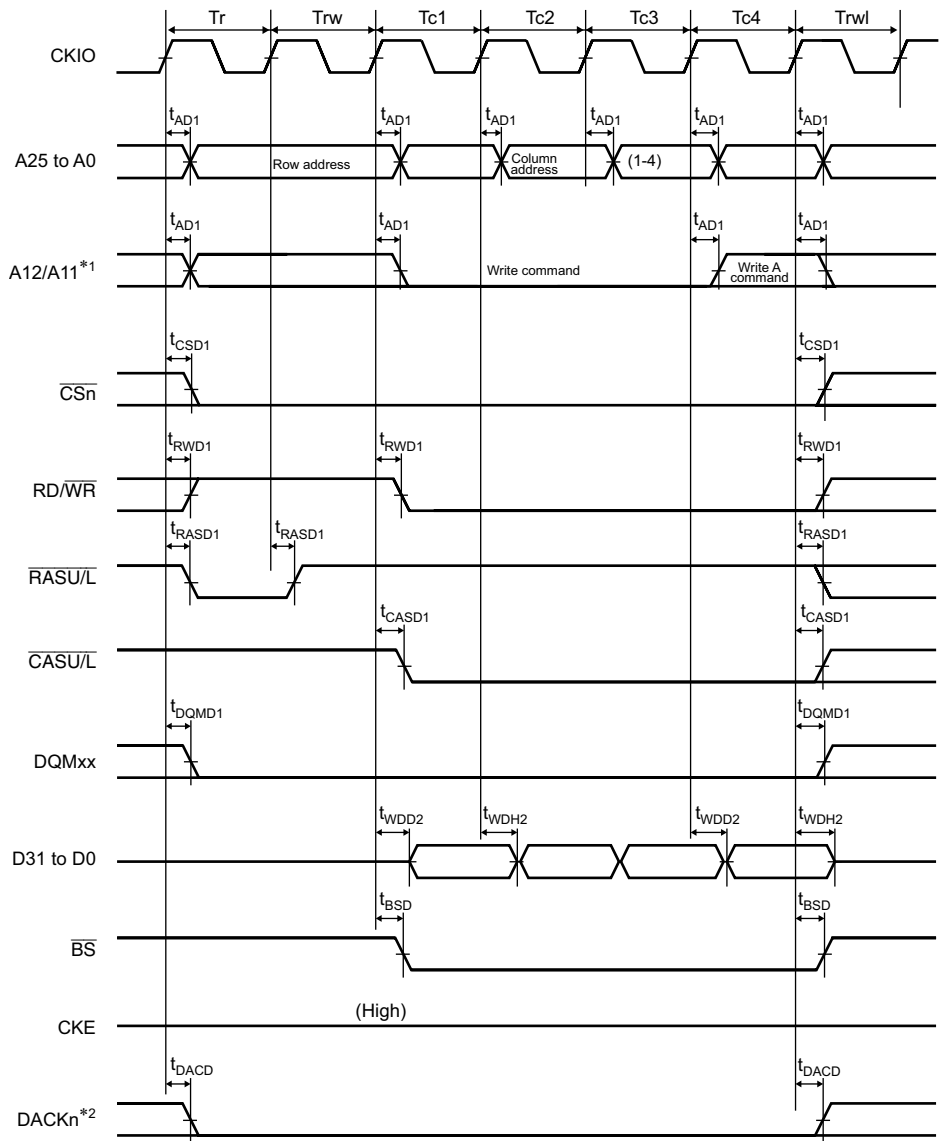 Tr Trw Tc1 Tc2 Tc3 Tc4 Trwl
CKIO
tAD1 tAD1 tAD1 tAD1 tAD1 tAD1
A25 to A0 Row address Column address (1-4)
tAD1 tAD1 tAD1 tAD1
A12/A11*1 Write command Write A command
tCSD1 tCSD1
CSn
tRWD1 tRWD1 tRWD1
RD/WR
tRASD1 tRASD1 tRASD1
RASU/L
tCASD1 tCASD1
CASU/L
tDQMD1 tDQMD1
DQMxx
tWDD2 tWDH2 tWDD2 tWDH2
D31 to D0
tBSD tBSD
BS
(High)
CKE
tDACD tDACD
DACKn*2